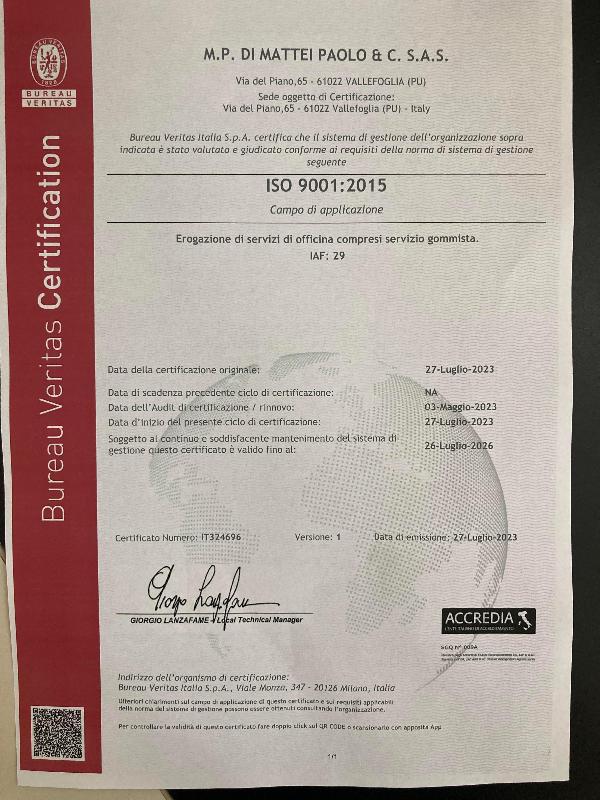 BUREAU VERITAS
1828
BUREAU
VERITAS
Bureau Veritas Certification
M.P. DI MATTEI PAOLO & C. S.A.S.
Via del Piano,65 - 61022 VALLEFOGLIA (PU)
Sede oggetto di Certificazione:
Via del Piano,65 - 61022 Vallefoglia (PU) - Italy
Bureau Veritas Italia S.p.A. certifica che il sistema di gestione dell'organizzazione sopra
indicata è stato valutato e giudicato conforme ai requisiti della norma di sistema di gestione
seguente
ISO 9001:2015
Campo di applicazione
Erogazione di servizi di officina compresi servizio gommista.
IAF: 29
Data della certificazione originale: 27-Luglio-2023
Data di scadenza precedente ciclo di certificazione: NA
Data dell'Audit di certificazione / rinnovo: 03-Maggio-2023
Data d'inizio del presente ciclo di certificazione: 27-Luglio-2023
Soggetto al continuo e soddisfacente mantenimento del sistema di
gestione questo certificato è valido fino al: 26-Luglio-2026
Certificato Numero: IT324696 Versione: 1 Data di emissione: 27-Luglio-2023
GIORGIO LANZAFAME - Local Technical Manager
ACCREDIA
L'ENTE ITALIANO DI ACCREDITAMENTO
SGQ N° 009A
Indirizzo dell'organismo di certificazione:
Bureau Veritas Italia S.p.A., Viale Monza, 347 - 20126 Milano, Italia
Ulteriori chiarimenti sul campo di applicazione di questo certificato e sui requisiti applicabili
della norma del sistema di gestione possono essere ottenuti consultando l'organizzazione.
Per controllare la validità di questo certificato fare doppio click sul QR CODE o scansionarlo con apposita App
1/1